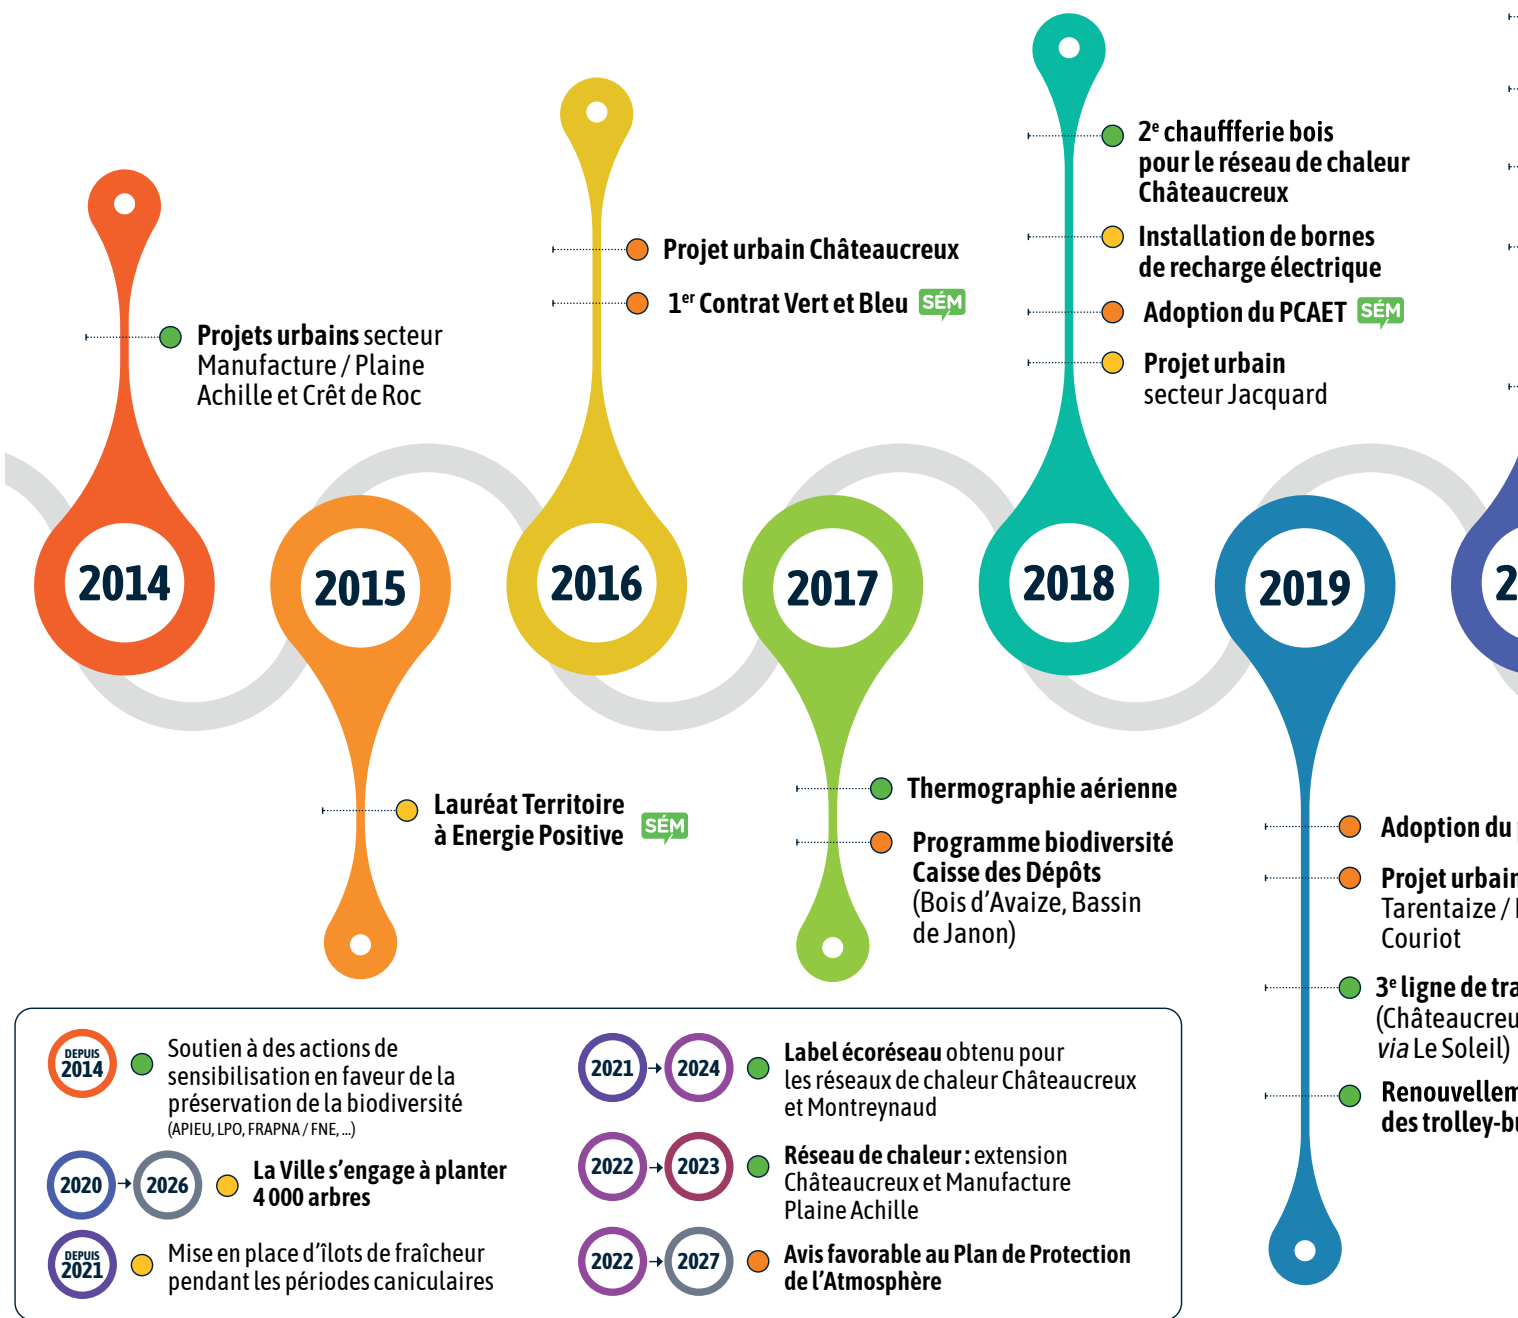 2014
Projets urbains secteur
Manufacture / Plaine
Achille et Crêt de Roc
2015
Lauréat Territoire
à Energie Positive SÉM
2016
Projet urbain Châteaucreux
1er Contrat Vert et Bleu SÉM
2017
Thermographie aérienne
Programme biodiversité
Caisse des Dépôts
(Bois d’Avaize, Bassin
de Janon)
2018
2e chauffferie bois
pour le réseau de chaleur
Châteaucreux
Installation de bornes
de recharge électrique
Adoption du PCAET SÉM
Projet urbain
secteur Jacquard
2019
Adoption du
Projet urbain
Tarentaize /
Couriot
3e ligne de
(Châteaucreu
via Le Soleil)
Renouvellem
des trolley-bu
2
DEPUIS
2014
Soutien à des actions de
sensibilisation en faveur de la
préservation de la biodiversité
(APIEU, LPO, FRAPNA / FNE, ...)
2020 → 2026
La Ville s’engage à planter
4 000 arbres
DEPUIS
2021
Mise en place d’îlots de fraîcheur
pendant les périodes caniculaires
2021 → 2024
Label écoréseau obtenu pour
les réseaux de chaleur Châteaucreux
et Montreynaud
2022 → 2023
Réseau de chaleur : extension
Châteaucreux et Manufacture
Plaine Achille
2022 → 2027
Avis favorable au Plan de Protection
de l’Atmosphère